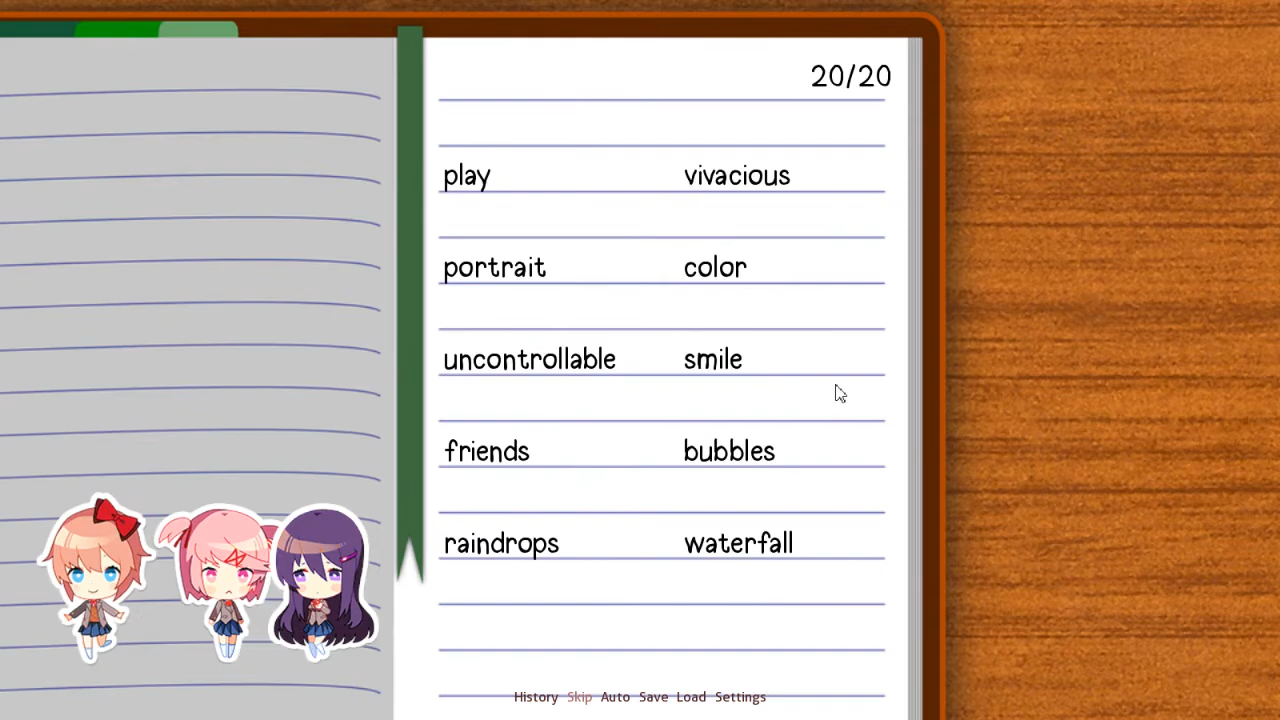 20/20
play vivacious
portrait color
uncontrollable smile
friends bubbles
raindrops waterfall
History Skip Auto Save Load Settings